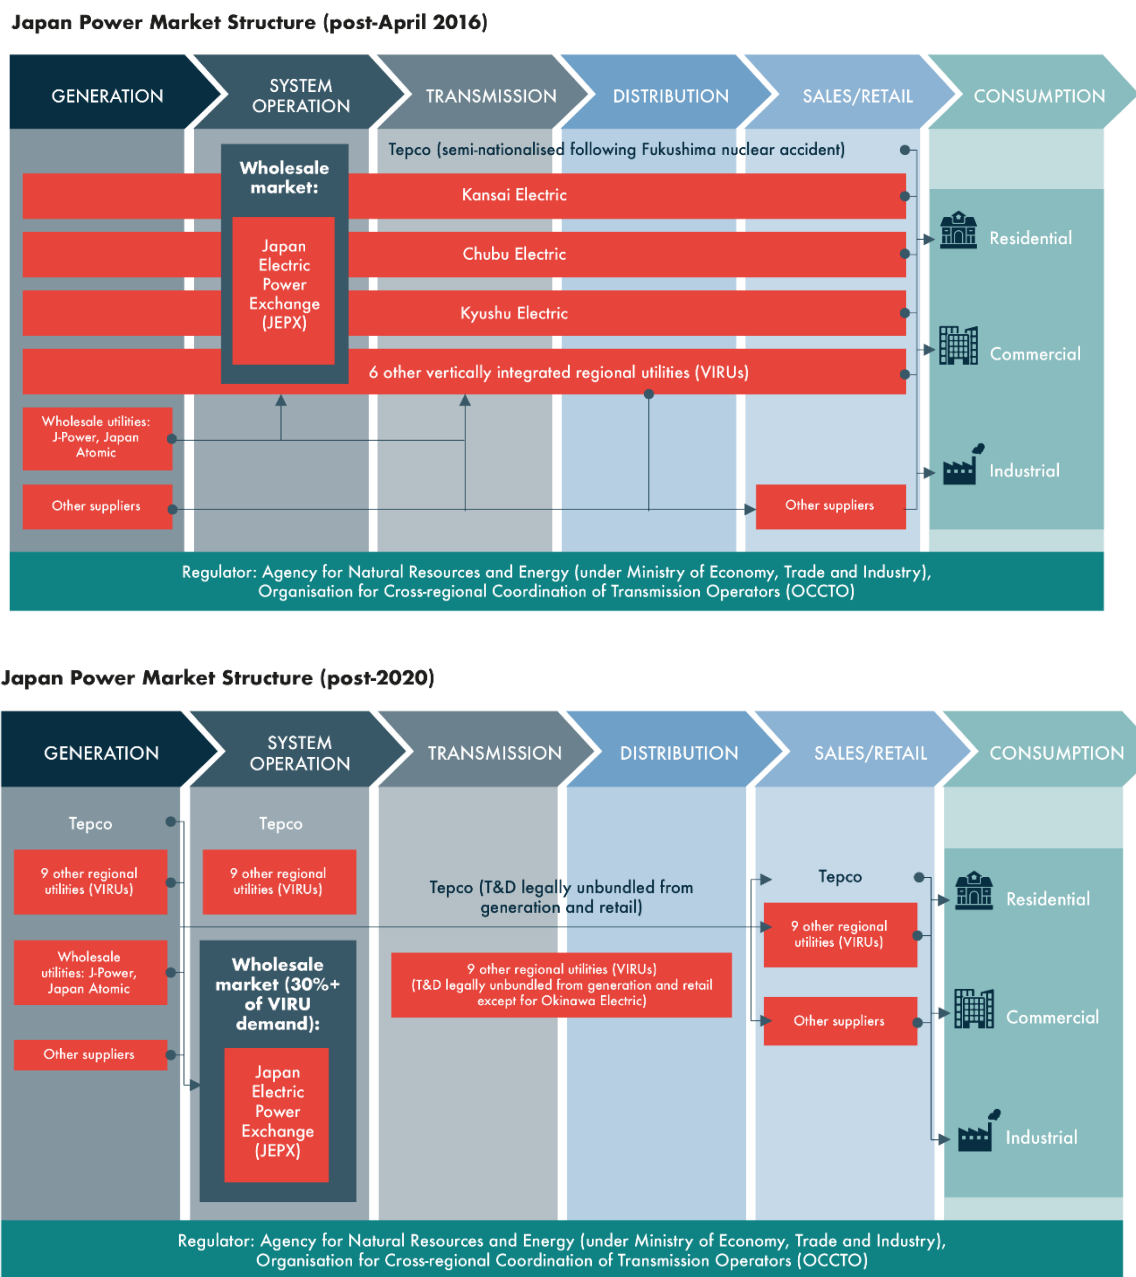 Japan Power Market Structure (post-April 2016)
GENERATION
SYSTEM
OPERATION
TRANSMISSION
DISTRIBUTION
SALES/RETAIL
CONSUMPTION
Tepco (semi-nationalised following Fukushima nuclear accident)
Wholesale
market:
Kansai Electric
Japan
Electric
Power
Exchange
(JEPX)
Chubu Electric
Kyushu Electric
6 other vertically integrated regional utilities (VIRUs)
Residential
Commercial
Industrial
Wholesale utilities:
J-Power, Japan
Atomic
Other suppliers
Other suppliers
Regulator: Agency for Natural Resources and Energy (under Ministry of Economy, Trade and Industry),
Organisation for Cross-regional Coordination of Transmission Operators (OCCTO)
Japan Power Market Structure (post-2020)
GENERATION
SYSTEM
OPERATION
TRANSMISSION
DISTRIBUTION
SALES/RETAIL
CONSUMPTION
Tepco
9 other regional
utilities (VIRUs)
Wholesale
utilities: J-Power,
Japan Atomic
Other suppliers
Tepco
9 other regional
utilities (VIRUs)
Wholesale
market (30%+
of VIRU
demand):
Japan
Electric
Power
Exchange
(JEPX)
Tepco (T&D legally unbundled from
generation and retail)
9 other regional utilities (VIRUs)
(T&D legally unbundled from generation and retail
except for Okinawa Electric)
Tepco
9 other regional
utilities (VIRUs)
Other suppliers
Residential
Commercial
Industrial
Regulator: Agency for Natural Resources and Energy (under Ministry of Economy, Trade and Industry),
Organisation for Cross-regional Coordination of Transmission Operators (OCCTO)